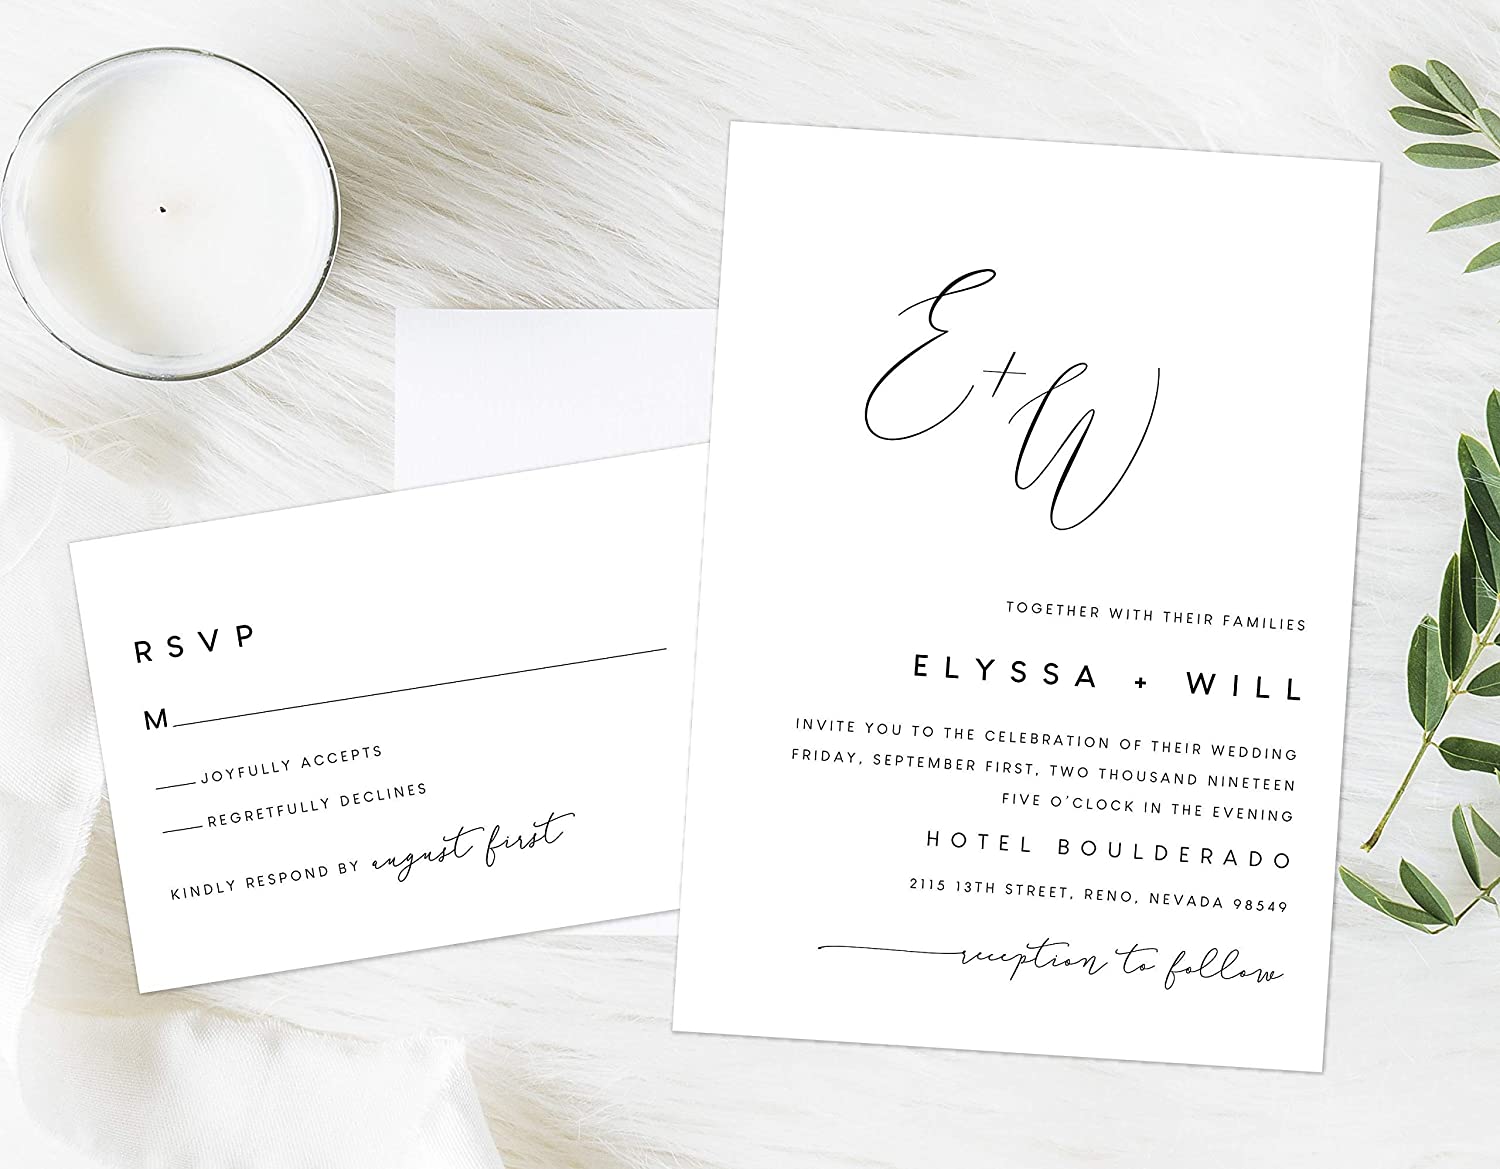 RSVP
M
JOYFULLY ACCEPTS
REGRETFULLY DECLINES
KINDLY RESPOND BY august first
E+W
TOGETHER WITH THEIR FAMILIES
ELYSSA + WILL
INVITE YOU TO THE CELEBRATION OF THEIR WEDDING
FRIDAY, SEPTEMBER FIRST, TWO THOUSAND NINETEEN
FIVE O'CLOCK IN THE EVENING
HOTEL BOULDERADO
2115 13TH STREET, RENO, NEVADA 98549
reception to follow